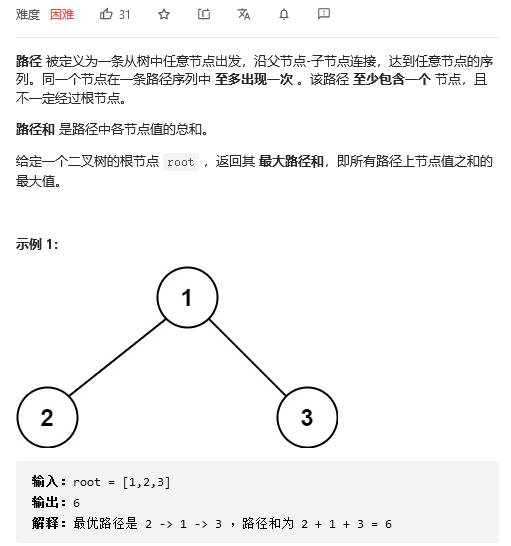 难度 困难 31
路径 被定义为一条从树中任意节点出发，沿父节点-子节点连接，达到任意节点的序
列。同一个节点在一条路径序列中 至多出现一次 。该路径 至少包含一个 节点，且
不一定经过根节点。
路径和 是路径中各节点值的总和。
给定一个二叉树的根节点 root ，返回其 最大路径和，即所有路径上节点值之和的
最大值。
示例 1：
1
2 3
输入：root = [1,2,3]
输出：6
解释：最优路径是 2 -> 1 -> 3 ，路径和为 2 + 1 + 3 = 6